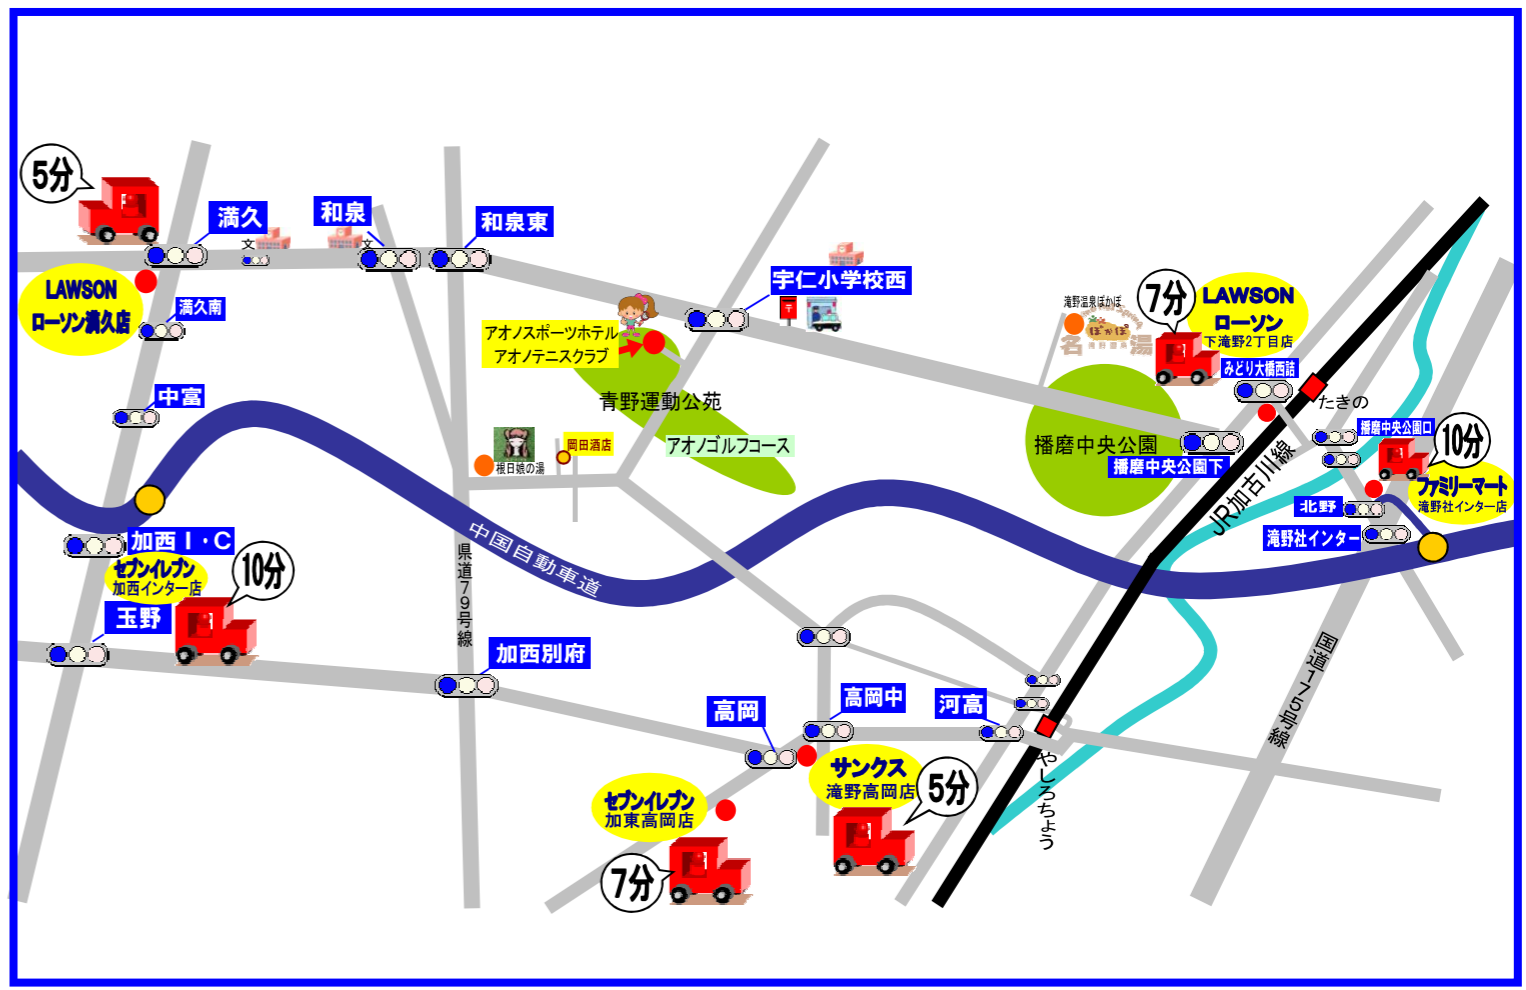 5分
満久
文
和泉
文
和泉東
LAWSON
ローソン満久店
満久南
中富
宇仁小学校西
〒
アオノスポーツホテル
アオノテニスクラブ
青野運動公苑
アオノゴルフコース
岡田酒店
根日娘の湯
滝野温泉ぽかぽ
ぽかぽ
名
湯
7分
LAWSON
ローソン
下滝野2丁目店
みどり大橋西詰
たきの
播磨中央公園
播磨中央公園下
播磨中央公園口
10分
ファミリーマート
滝野社インター店
北野
滝野社インター
JR加古川線
加西I・C
セブンイレブン
加西インター店
10分
玉野
中国自動車道
県道79号線
加西別府
国道175号線
高岡
高岡中
河高
サンクス
滝野高岡店
5分
やしろちょう
セブンイレブン
加東高岡店
7分